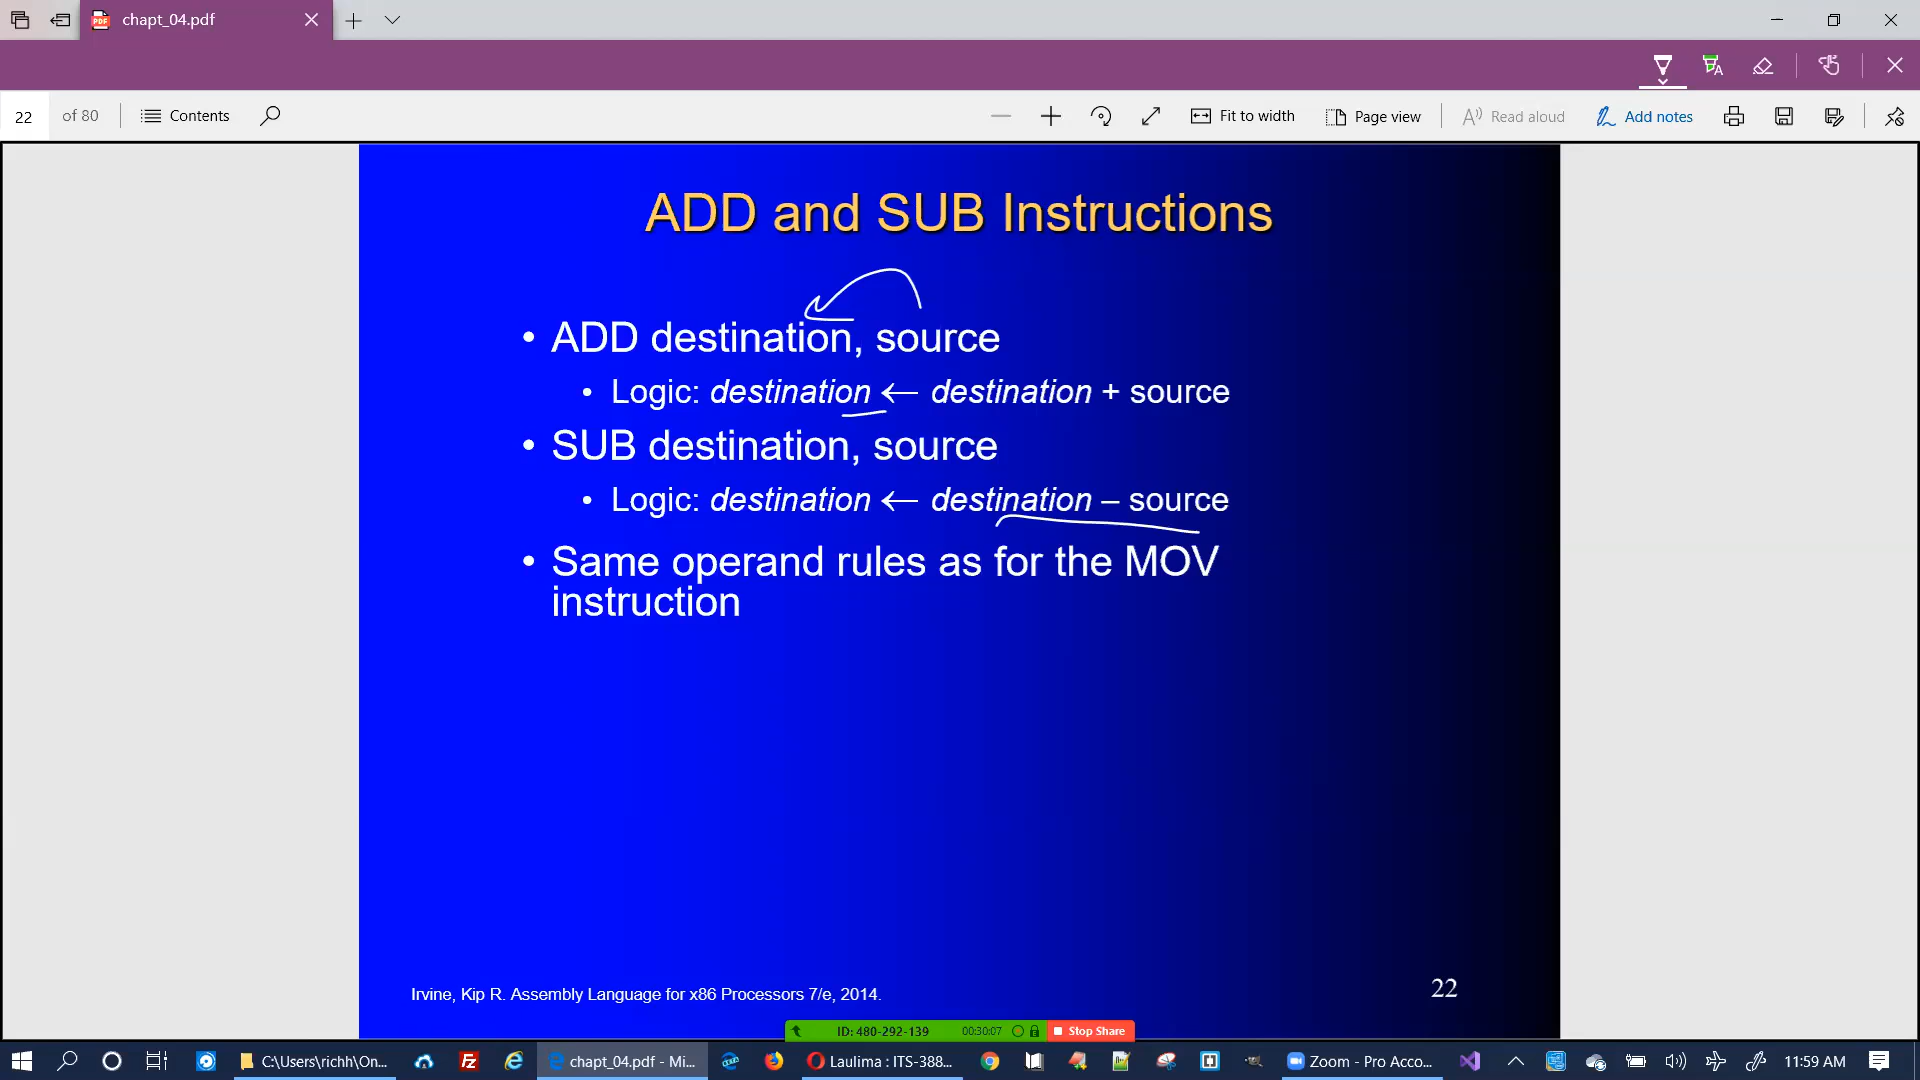 chapt_04.pdf
22 of 80 Contents Fit to width Page view Read aloud Add notes
ADD and SUB Instructions
• ADD destination, source
• Logic: destination ← destination + source
• SUB destination, source
• Logic: destination ← destination – source
• Same operand rules as for the MOV
instruction
Irvine, Kip R. Assembly Language for x86 Processors 7/e, 2014.
22
ID: 480-292-139 00:30:07 Stop Share
C:\Users\richh\On... chapt_04.pdf - Mi... Laulima : ITS-388... Zoom - Pro Acco... 11:59 AM